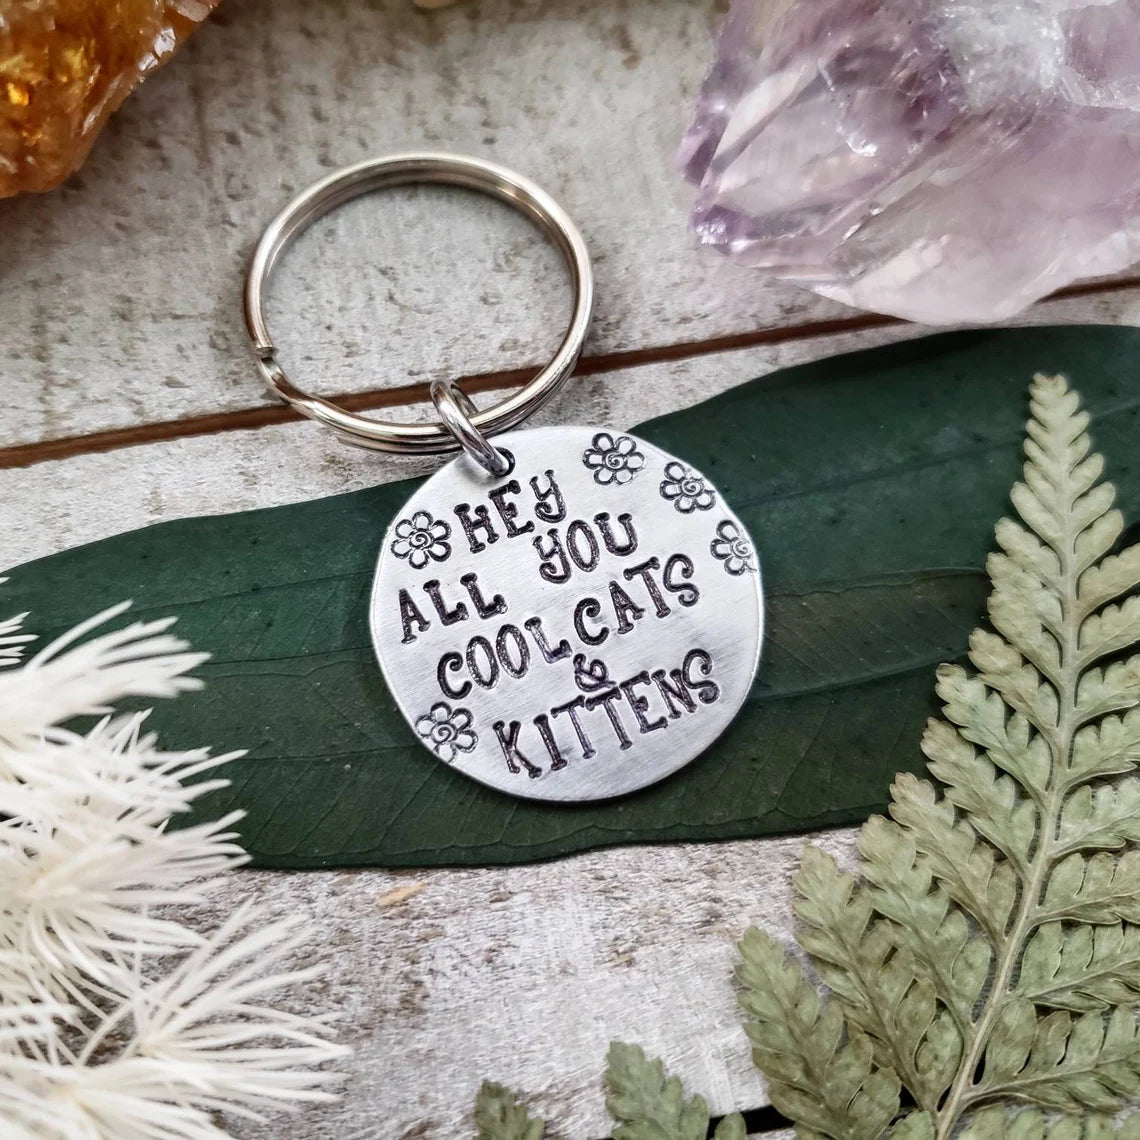 HEY
ALL YOU
COOL CATS
&
KITTENS